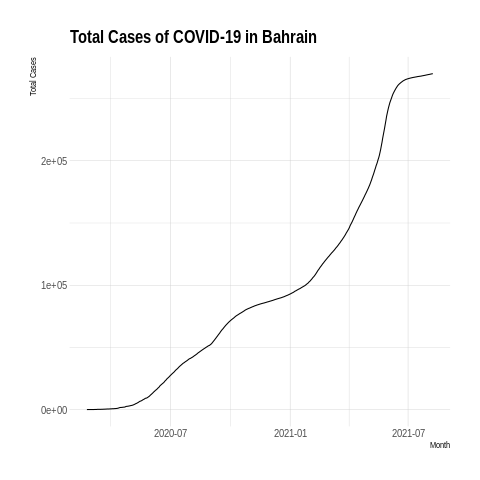 Total Cases of COVID-19 in Bahrain
Total Cases
2e+05
1e+05
0e+00
2020-07 2021-01 2021-07
Month